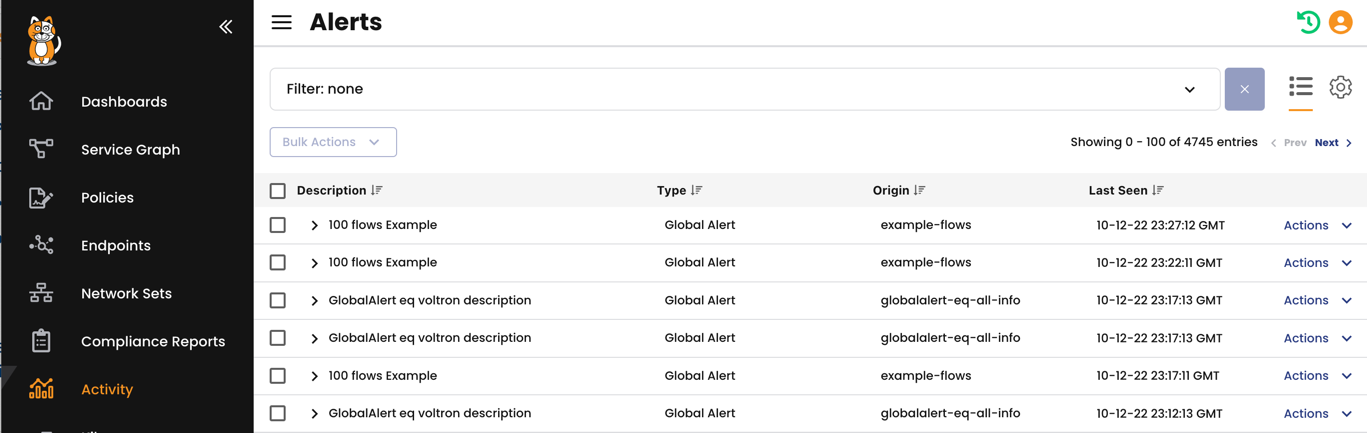 Alerts
Dashboards
Service Graph
Policies
Endpoints
Network Sets
Compliance Reports
Activity
Filter: none
Bulk Actions
Showing 0 - 100 of 4745 entries Prev Next
Description Type Origin Last Seen
100 flows Example Global Alert example-flows 10-12-22 23:27:12 GMT Actions
100 flows Example Global Alert example-flows 10-12-22 23:22:11 GMT Actions
GlobalAlert eq voltron description Global Alert globalalert-eq-all-info 10-12-22 23:17:13 GMT Actions
GlobalAlert eq voltron description Global Alert globalalert-eq-all-info 10-12-22 23:17:13 GMT Actions
100 flows Example Global Alert example-flows 10-12-22 23:17:11 GMT Actions
GlobalAlert eq voltron description Global Alert globalalert-eq-all-info 10-12-22 23:12:13 GMT Actions